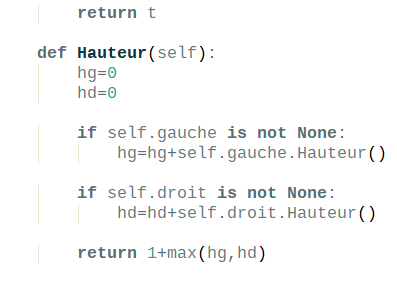 return t
def Hauteur(self):
hg=0
hd=0
if self.gauche is not None:
hg=hg+self.gauche.Hauteur()
if self.droit is not None:
hd=hd+self.droit.Hauteur()
return 1+max(hg,hd)